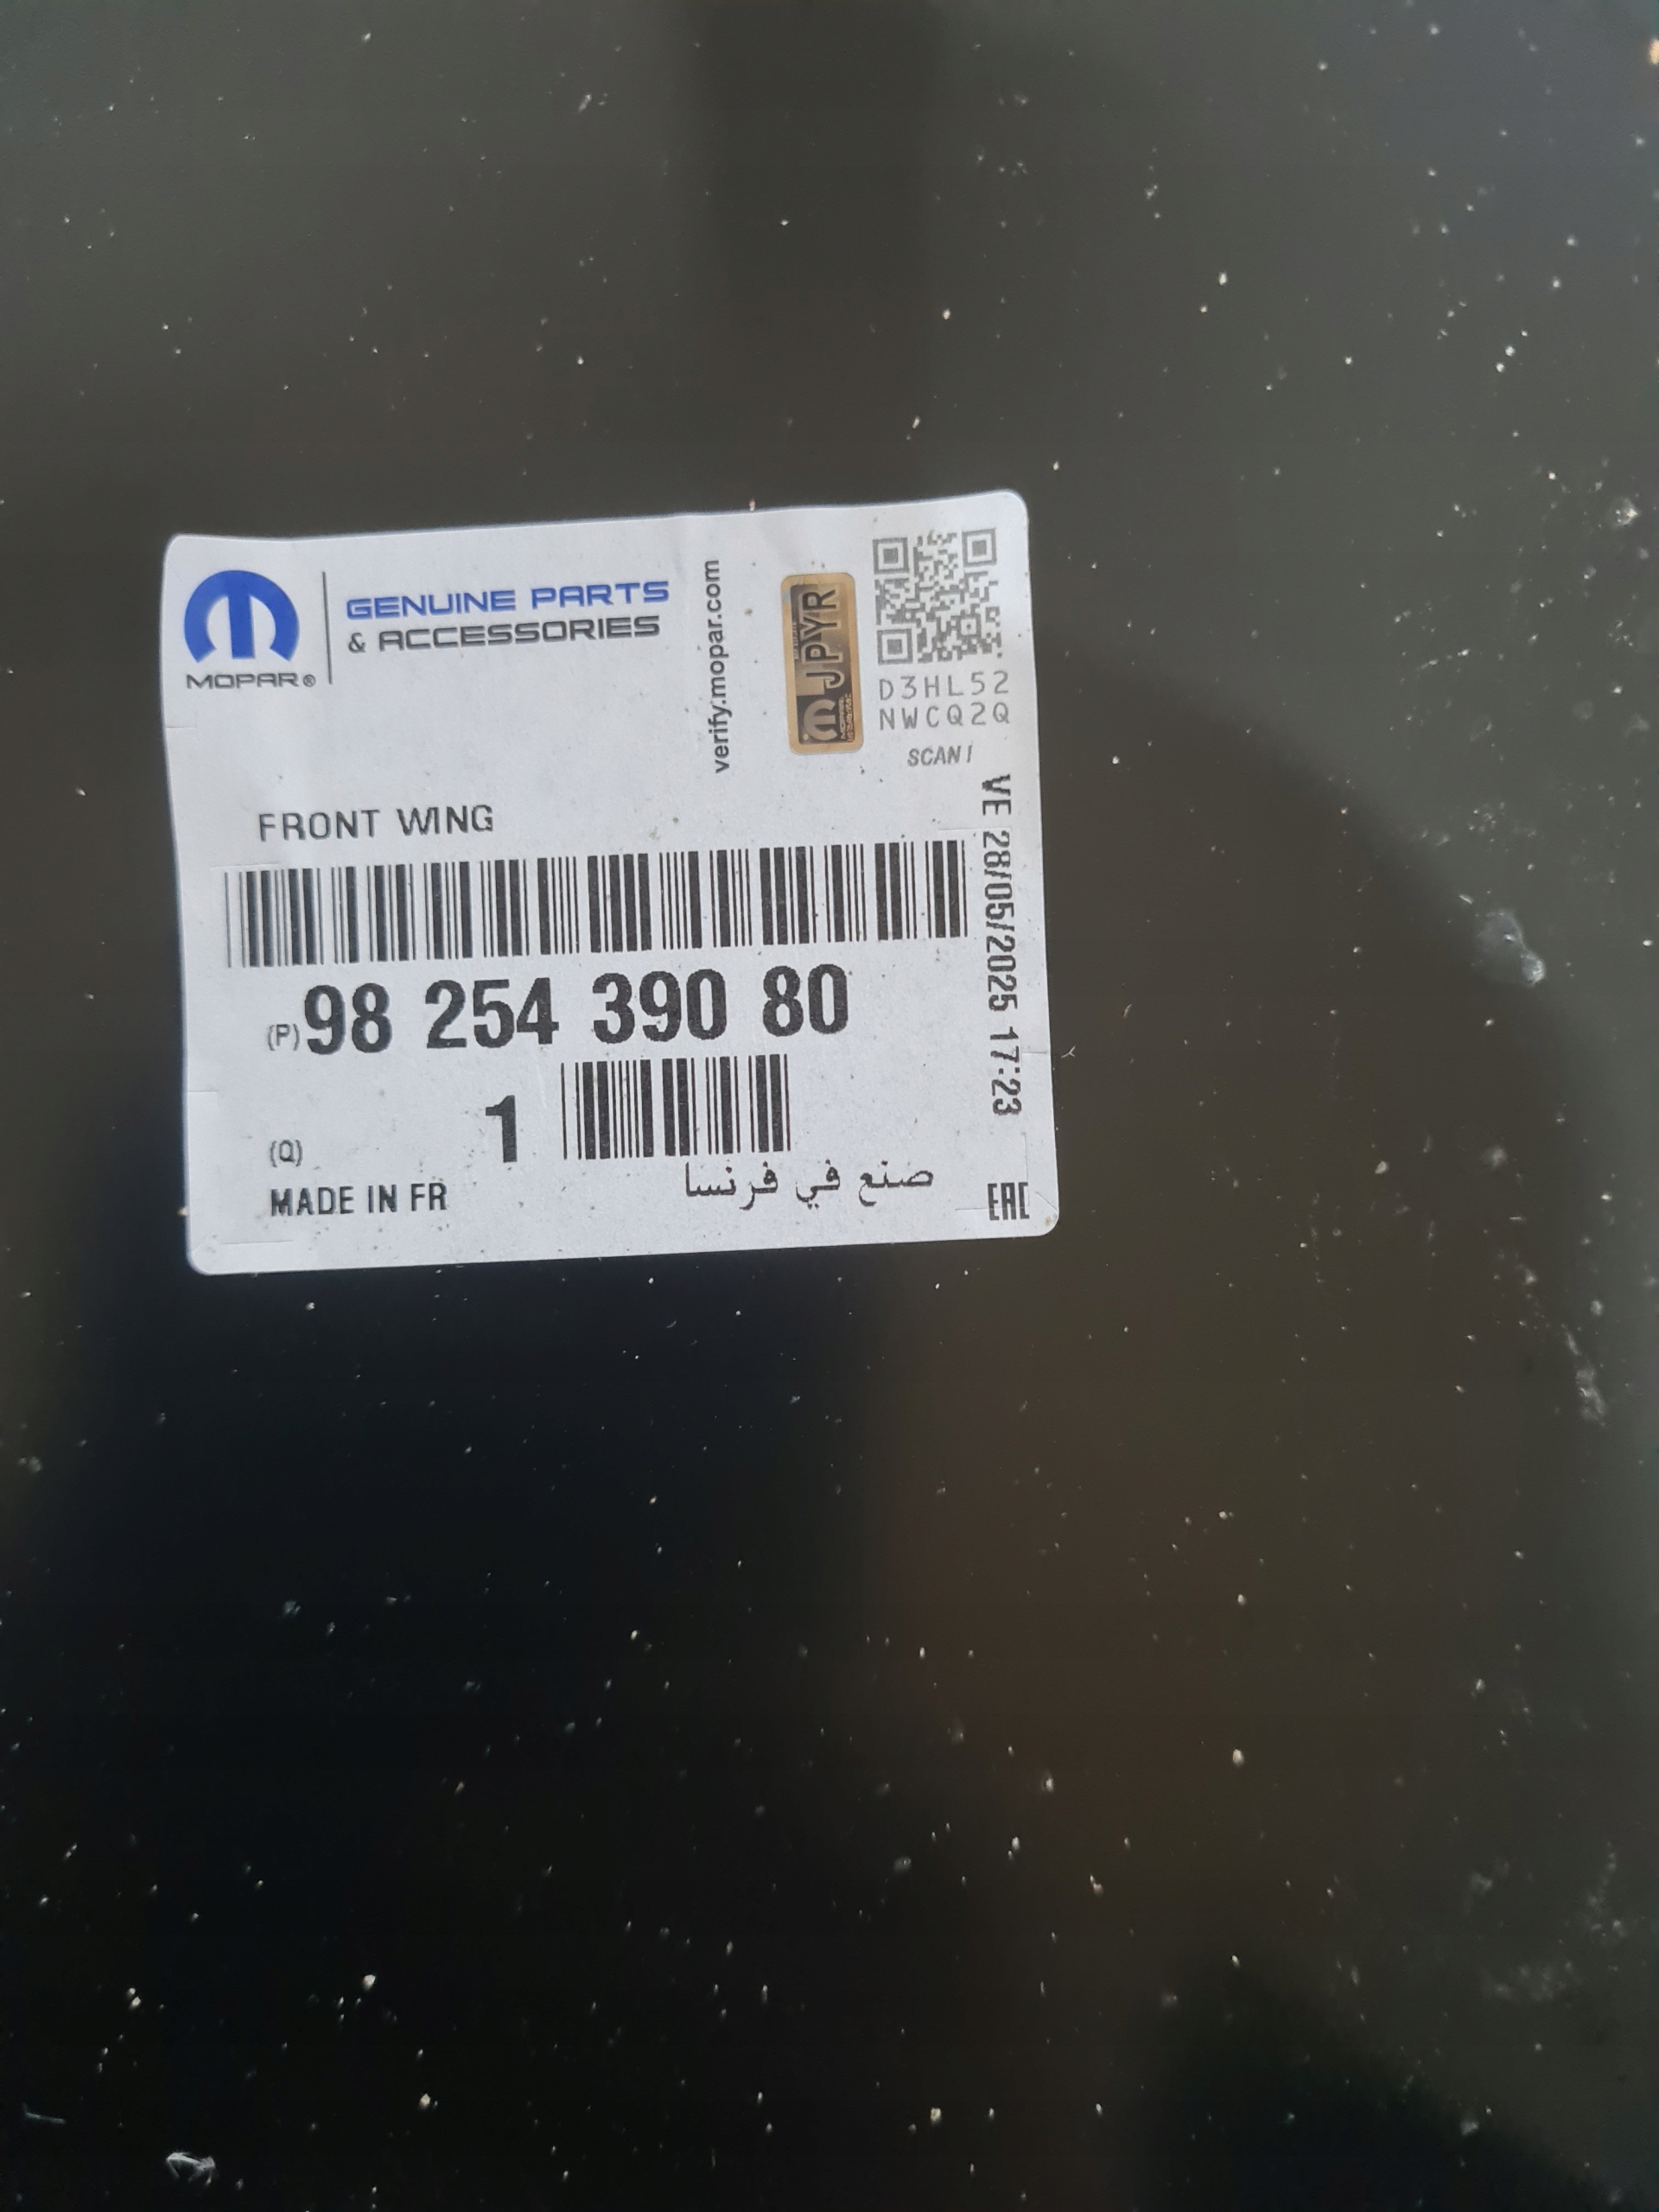 GENUINE PARTS
& ACCESSORIES
MOPAR®
verify.mopar.com
JPYR
D3HL52
NWCQ2Q
SCAN!
FRONT WING
VE 28/05/2025 17:23
(P) 98 254 390 80
(Q) 1
صنع في فرنسا
MADE IN FR
EAC